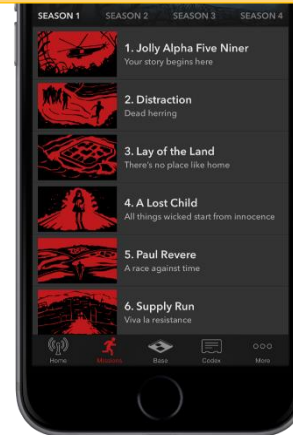 SEASON 1 SEASON 2 SEASON 3 SEASON 4
1. Jolly Alpha Five Niner
Your story begins here
2. Distraction
Dead herring
3. Lay of the Land
There's no place like home
4. A Lost Child
All things wicked start from innocence
5. Paul Revere
A race against time
6. Supply Run
Viva la resistance
Home Missions Base Codex More